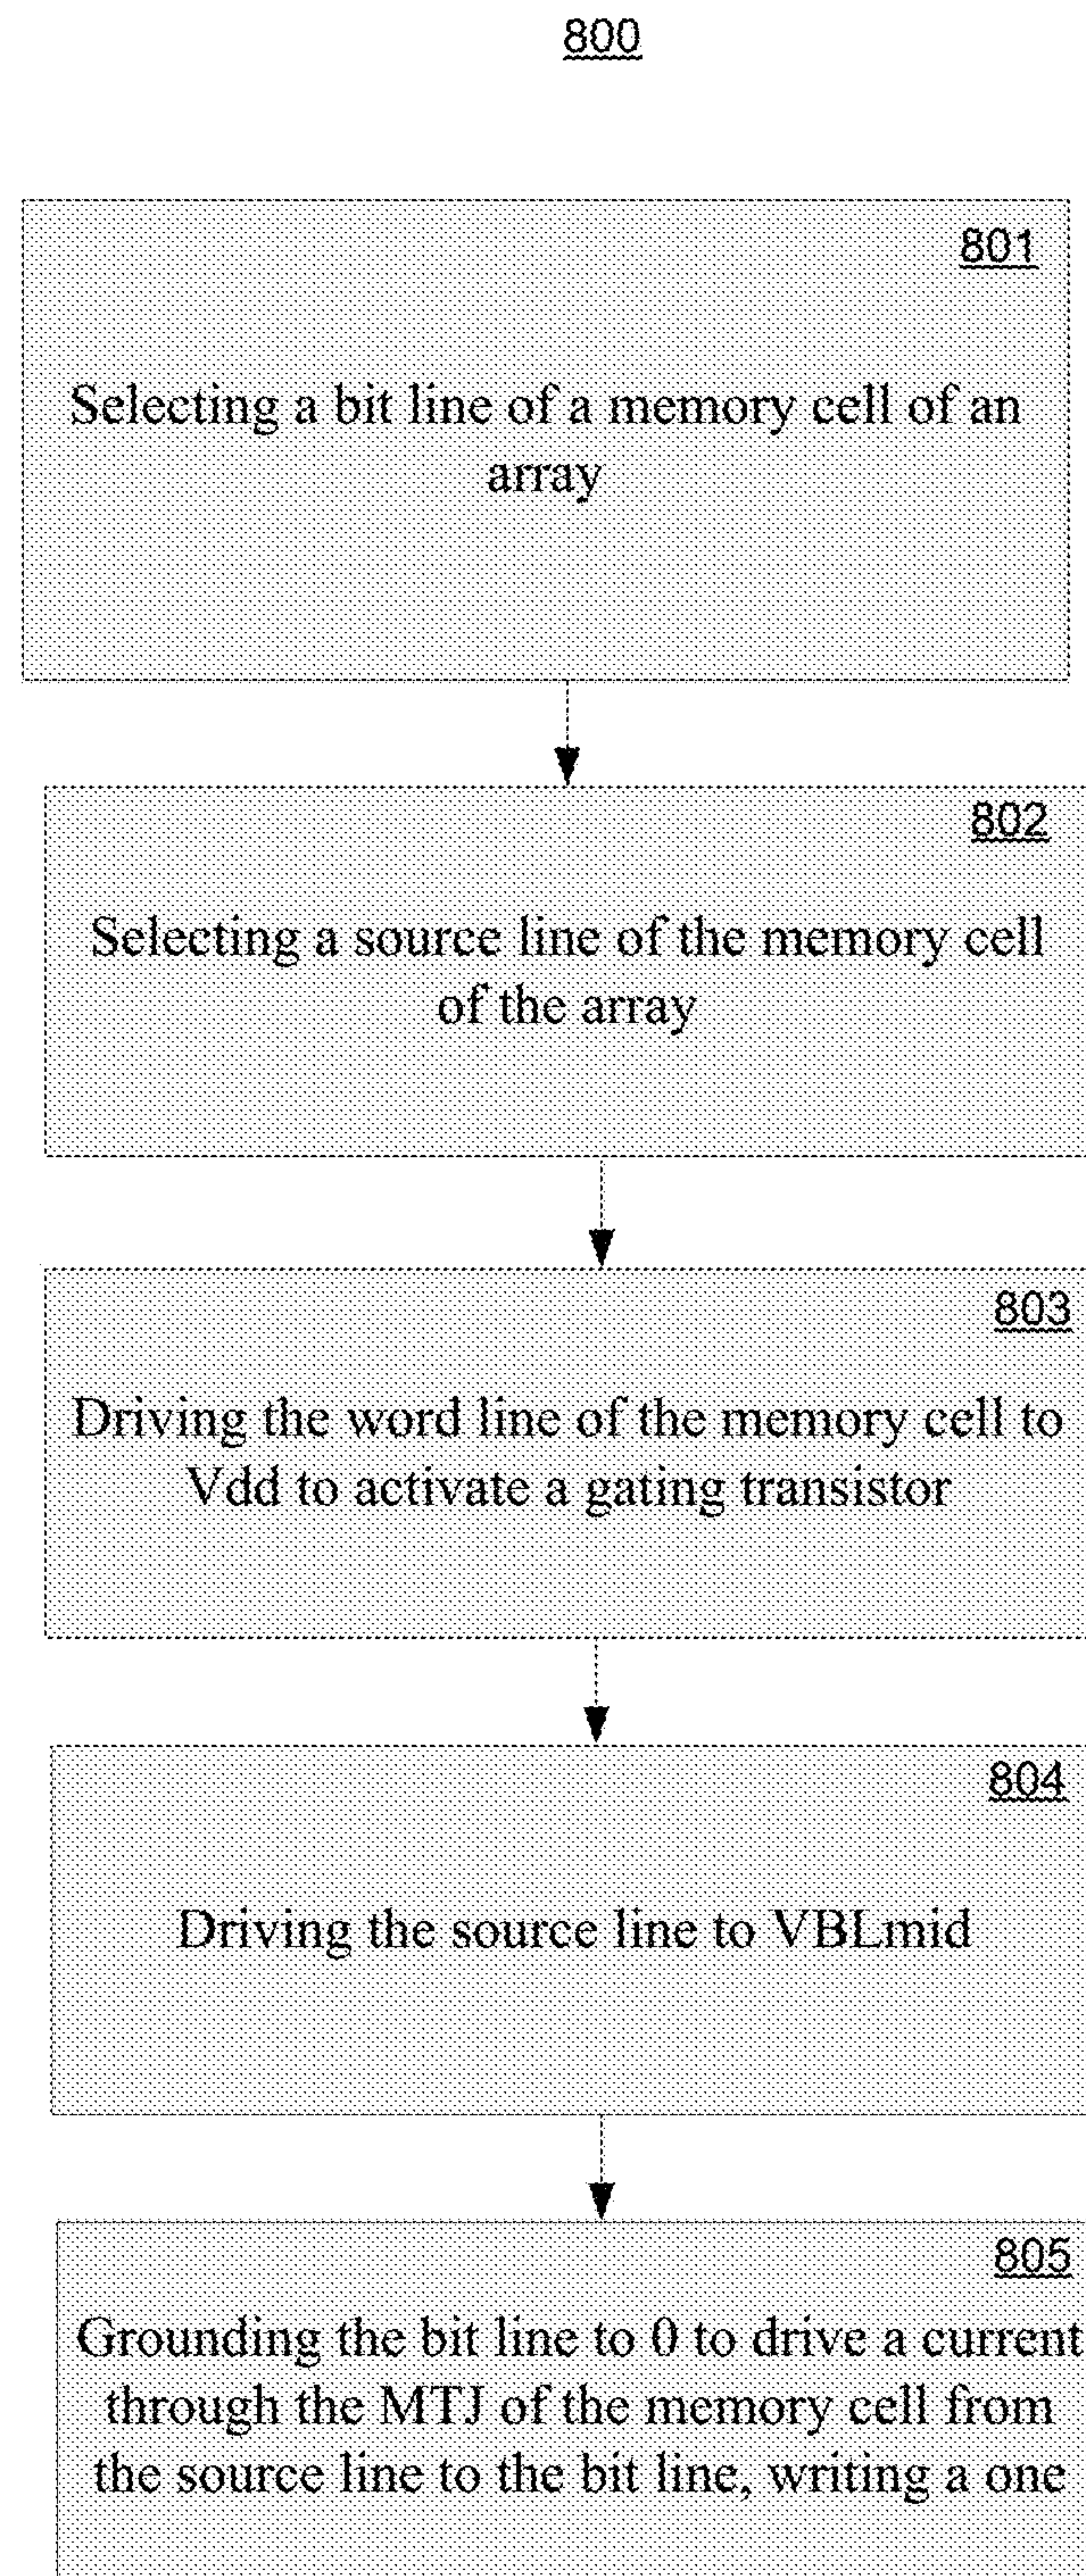 800
801
Selecting a bit line of a memory cell of an
array
802
Selecting a source line of the memory cell
of the array
803
Driving the word line of the memory cell to
Vdd to activate a gating transistor
804
Driving the source line to VBLmid
805
Grounding the bit line to 0 to drive a current
through the MTJ of the memory cell from
the source line to the bit line, writing a one